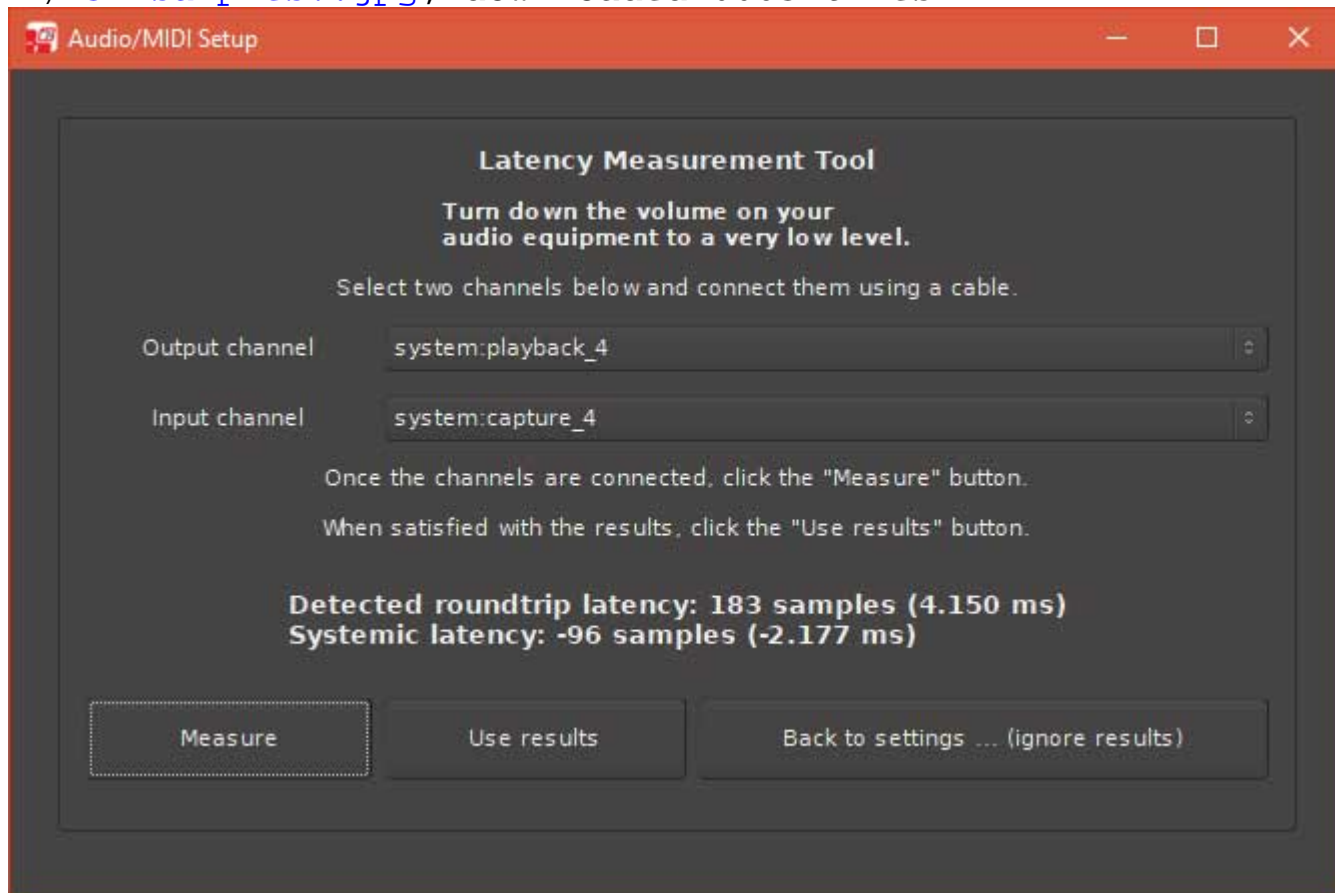 Audio/MIDI Setup
Latency Measurement Tool
Turn down the volume on your
audio equipment to a very low level.
Select two channels below and connect them using a cable.
Output channel system:playback_4
Input channel system:capture_4
Once the channels are connected, click the "Measure" button.
When satisfied with the results, click the "Use results" button.
Detected roundtrip latency: 183 samples (4.150 ms)
Systemic latency: -96 samples (-2.177 ms)
Measure Use results Back to settings ... (ignore results)